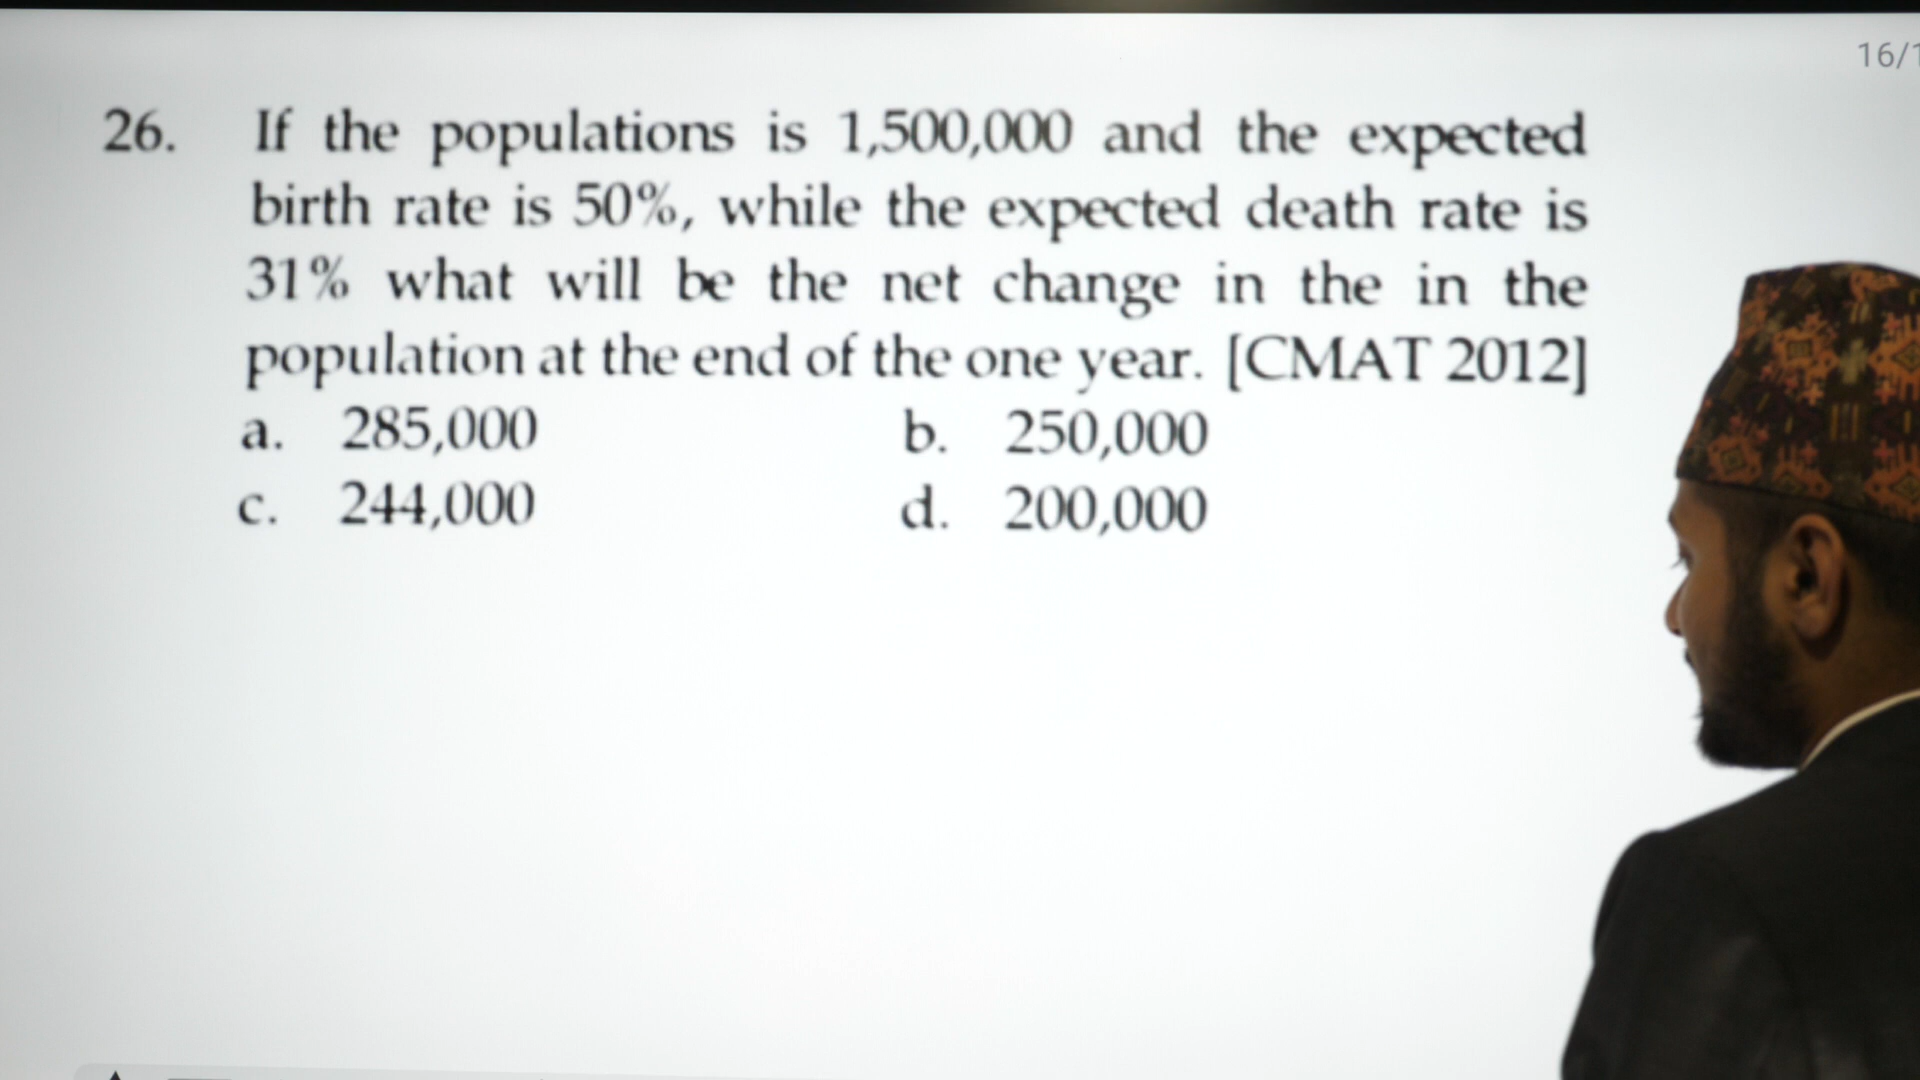 16/1
26. If the populations is 1,500,000 and the expected
birth rate is 50%, while the expected death rate is
31% what will be the net change in the in the
population at the end of the one year. [CMAT 2012]
a. 285,000 b. 250,000
c. 244,000 d. 200,000